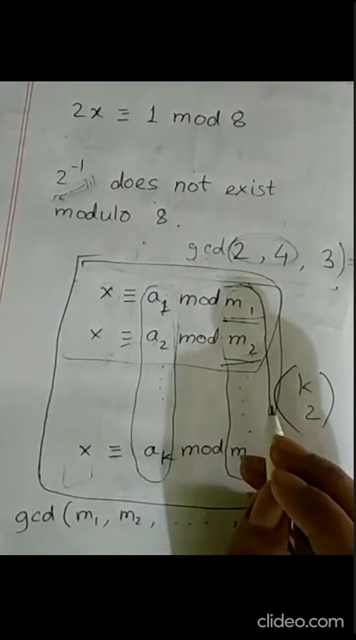 2x ≡ 1 mod 8
2⁻¹ does not exist
modulo 8.
gcd(2, 4, 3)=
x ≡ a₁ mod m₁
x ≡ a₂ mod m₂
(k
2)
x ≡ aₖ mod m
gcd(m₁, m₂, ....,
clideo.com